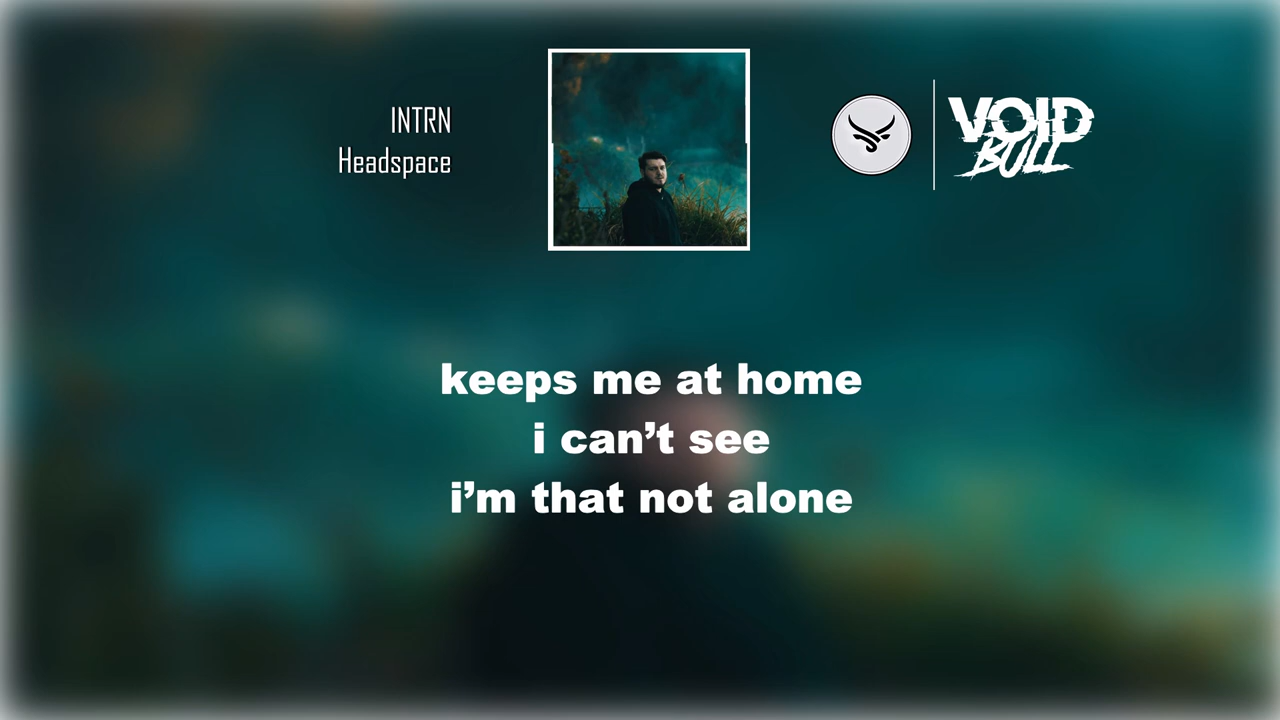 INTRN
Headspace
VOID
BULL
keeps me at home
i can’t see
i’m that not alone